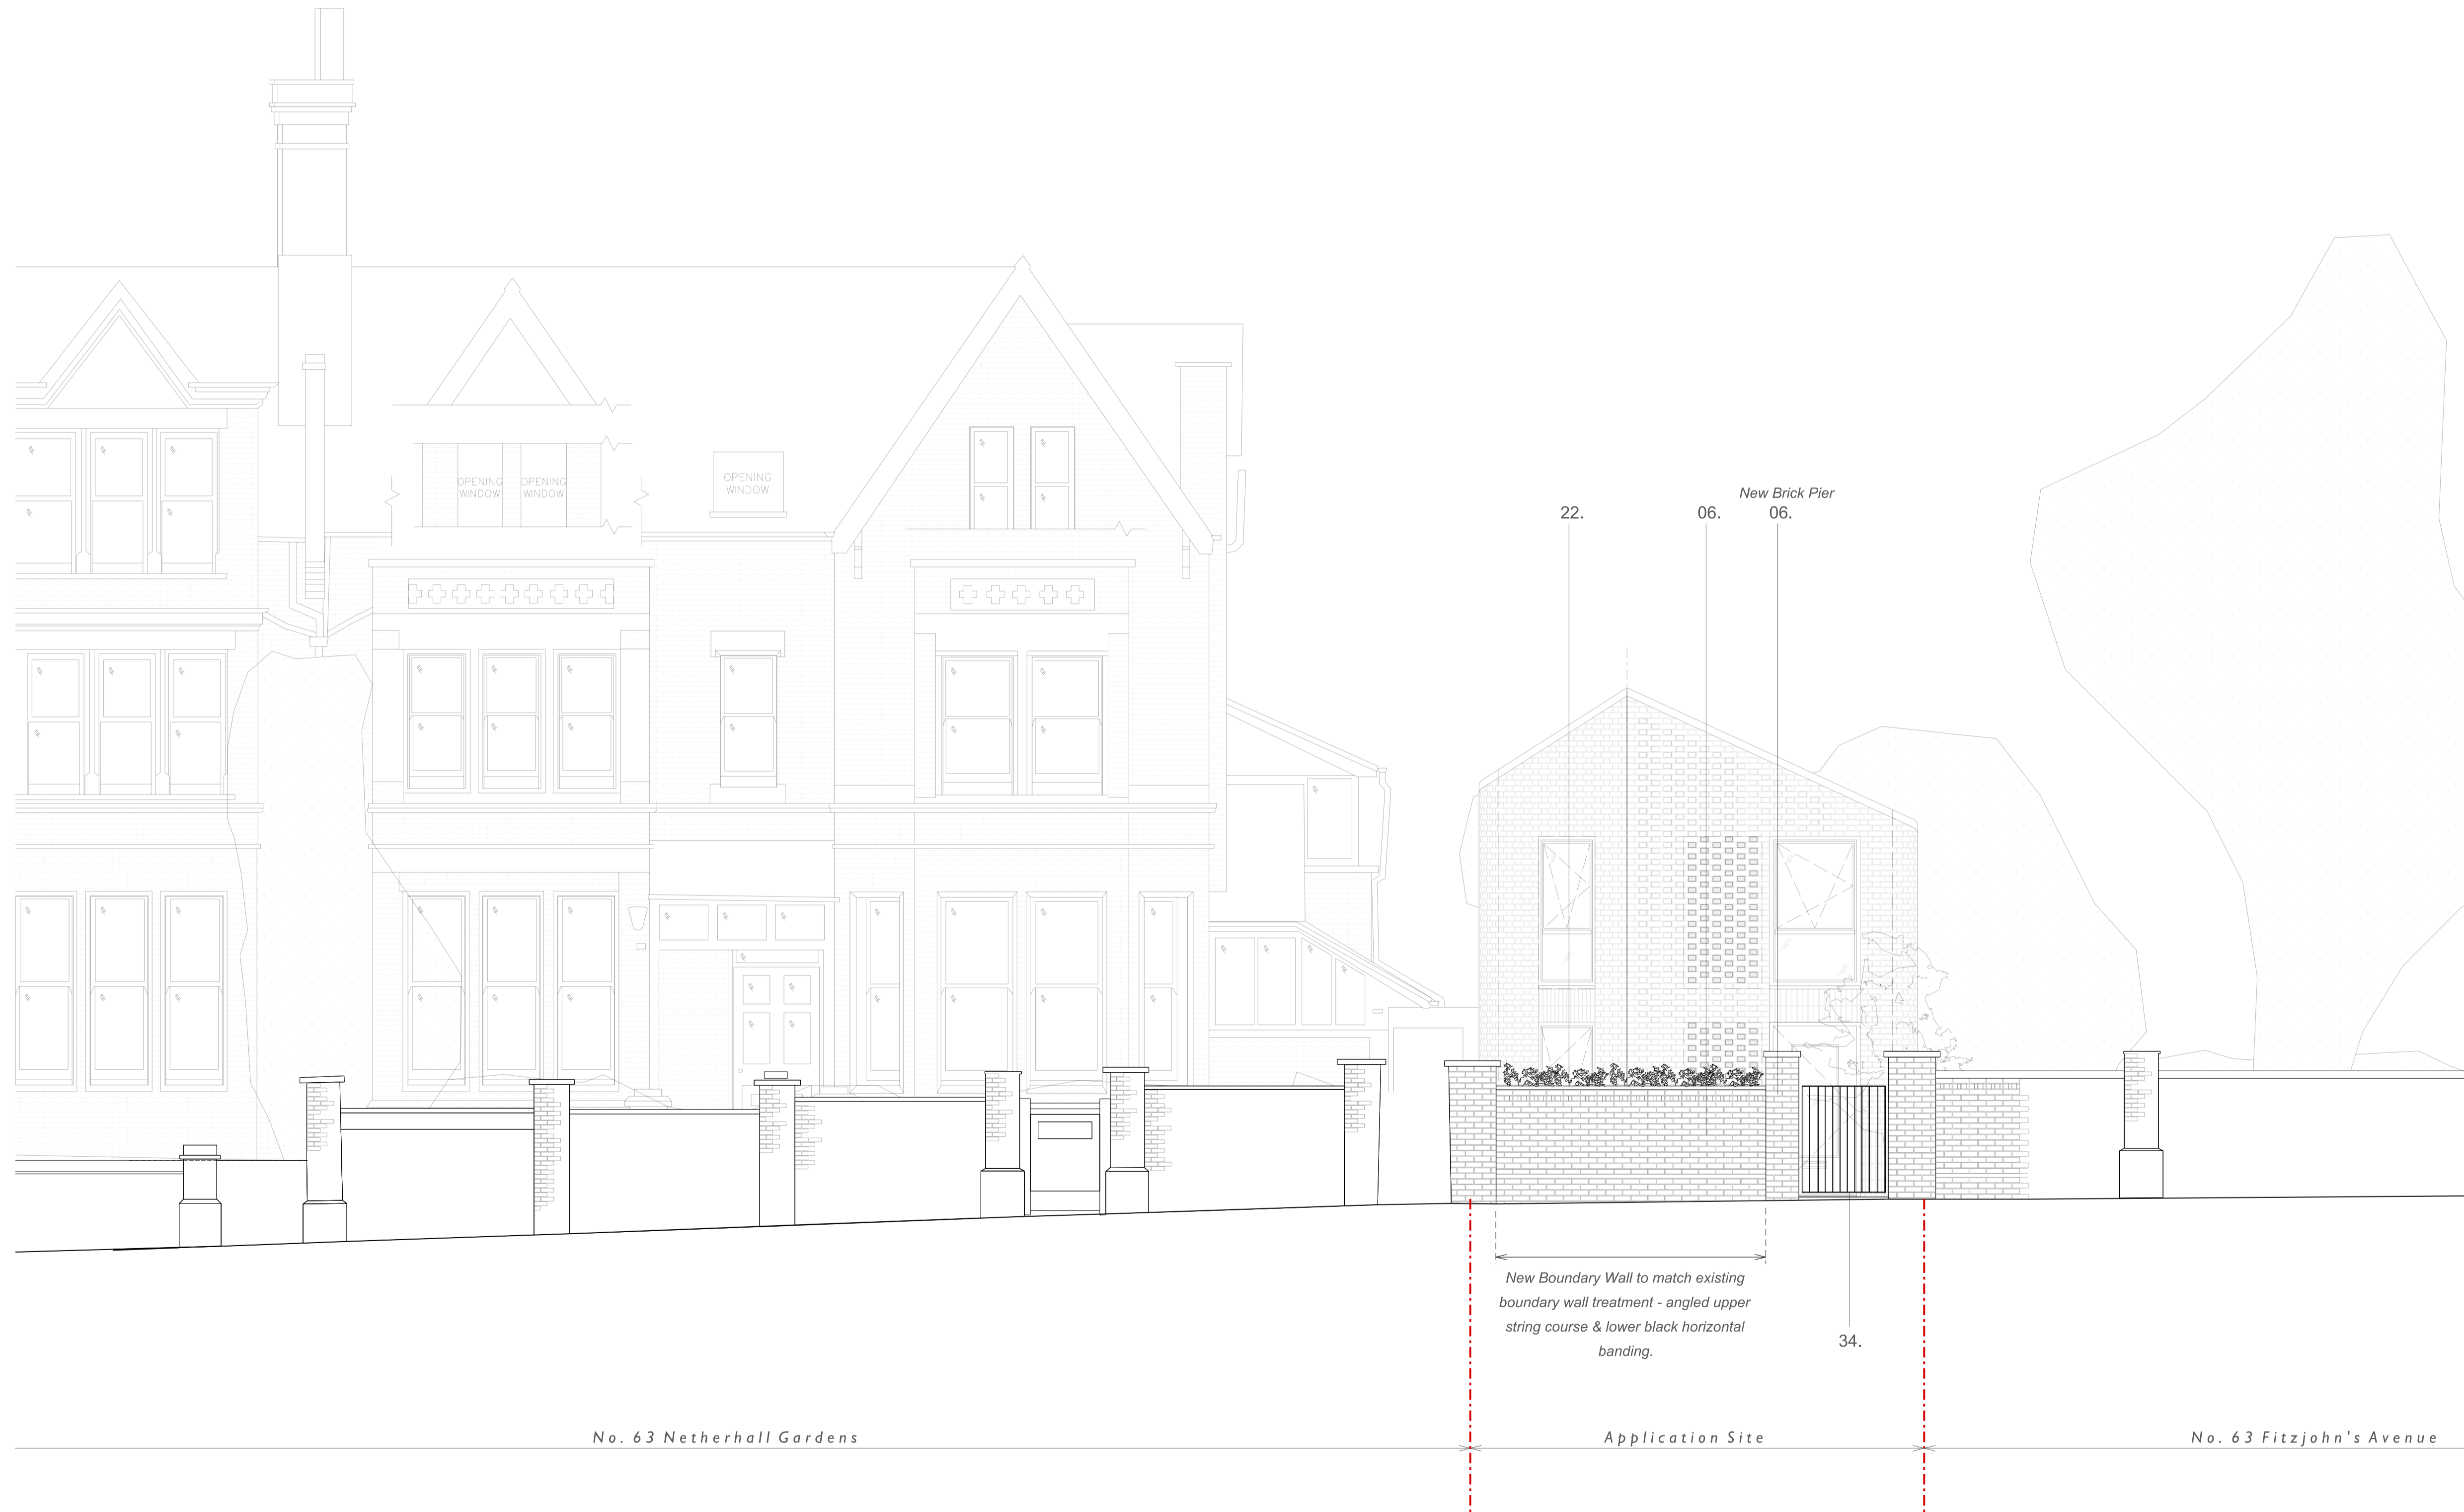 OPENING
WINDOW
OPENING
WINDOW
OPENING
WINDOW
New Brick Pier
22.
06.
06.
New Boundary Wall to match existing
boundary wall treatment - angled upper
string course & lower black horizontal
banding.
34.
No. 63 Netherhall Gardens
Application Site
No. 63 Fitzjohn's Avenue